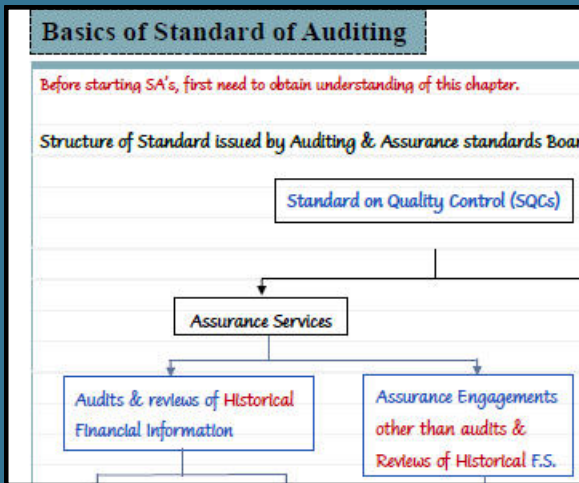 Basics of Standard of Auditing
Before starting SA's, first need to obtain understanding of this chapter.
Structure of Standard issued by Auditing & Assurance standards Boar
Standard on Quality Control (SQCs)
Assurance Services
Audits & reviews of Historical
Financial Information
Assurance Engagements
other than audits &
Reviews of Historical F.S.